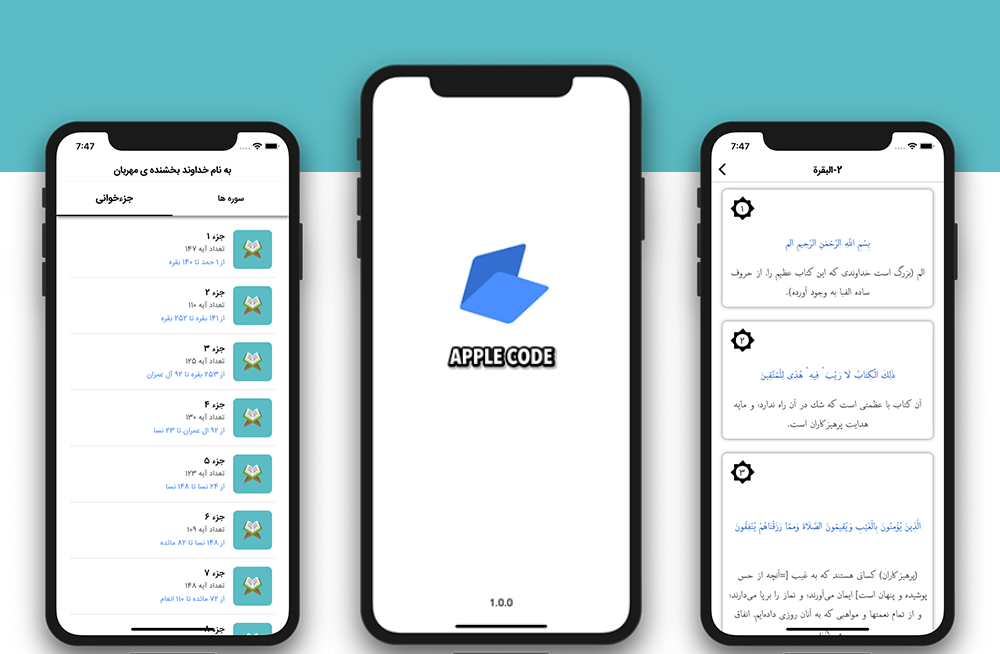 7:47
به نام خداوند بخشنده ی مهربان
سوره ها
جزءخوانی
جزء ۱
تعداد آیه ۱۴۷
از ۱ حمد تا ۱۴۰ بقره
جزء ۲
تعداد آیه ۱۱۰
از ۱۴۱ بقره تا ۲۵۲ بقره
جزء ۳
تعداد آیه ۱۲۵
از ۲۵۳ بقره تا ۹۲ آل عمران
جزء ۴
تعداد آیه ۱۳۰
از ۹۲ ال عمران تا ۲۳ نسا
جزء ۵
تعداد آیه ۱۲۳
از ۲۴ نسا تا ۱۴۸ نسا
جزء ۶
تعداد آیه ۱۰۹
از ۱۴۸ نسا تا ۸۲ مائده
جزء ۷
تعداد آیه ۱۴۸
از ۷۲ مائده تا ۱۱۰ انعام
جزء ۸
APPLE CODE
1.0.0
7:47
۲-البقرة
۱
بِسْمِ اللَّهِ الرَّحْمَنِ الرَّحِيمِ الم
الم (بزرگ است خداوندی که این کتاب عظیم را، از حروف
ساده الفبا به وجود آورده).
۲
ذَلِكَ الْكِتَابُ لَا رَيْبَ ۛ فِيهِ ۛ هُدًى لِلْمُتَّقِينَ
آن کتاب با عظمتی است که شک در آن راه ندارد؛ و مایه
هدایت پرهیزکاران است.
۳
الَّذِينَ يُؤْمِنُونَ بِالْغَيْبِ وَيُقِيمُونَ الصَّلَاةَ وَمِمَّا رَزَقْنَاهُمْ يُنْفِقُونَ
(پرهیزکاران) کسانی هستند که به غیب [=آنچه از حس
پوشیده و پنهان است] ایمان می‌آورند؛ و نماز را برپا می‌دارند؛
و از تمام نعمتها و مواهبی که به آنان روزی داده‌ایم، انفاق